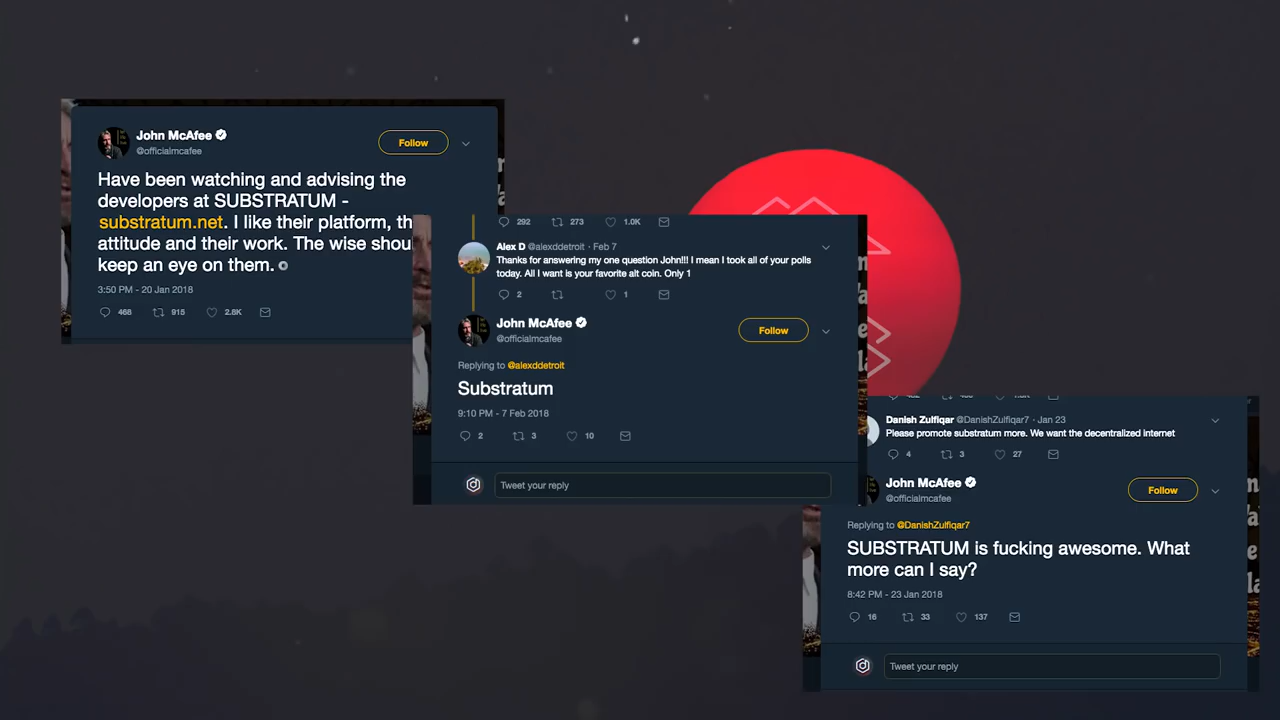 John McAfee
@officialmcafee
Follow
Have been watching and advising the
developers at SUBSTRATUM -
substratum.net. I like their platform,
attitude and their work. The wise
keep an eye on them.
3:50 PM - 20 Jan 2018
468 915 2.8K
292 273 1.0K
Alex D @alexddetroit · Feb 7
Thanks for answering my one question John!!! I mean I took all of your polls
today. All I want is your favorite alt coin. Only 1
2 1
John McAfee
@officialmcafee
Follow
Replying to @alexddetroit
Substratum
9:10 PM - 7 Feb 2018
2 3 10
Tweet your reply
Danish Zulfiqar @DanishZulfiqar7 · Jan 23
Please promote substratum more. We want the decentralized internet
4 3 27
John McAfee
@officialmcafee
Follow
Replying to @DanishZulfiqar7
SUBSTRATUM is fucking awesome. What
more can I say?
8:42 PM - 23 Jan 2018
16 33 137
Tweet your reply